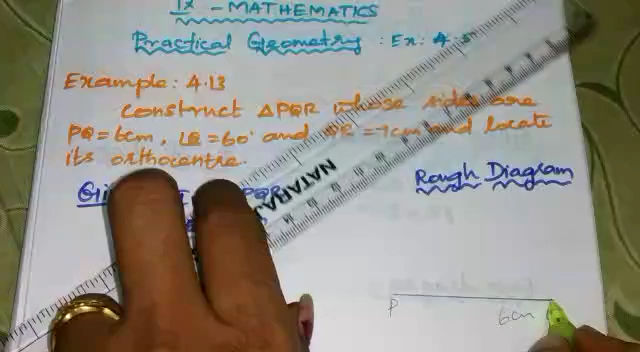 IX - MATHEMATICS
Practical Geometry : Ex: 4.5
Example: 4.13
Construct ΔPQR whose sides are
PQ = 6cm, ∠Q = 60° and = 7cm and locate
its orthocentre.
PQR
Rough Diagram
NATARAJ
P
6cm